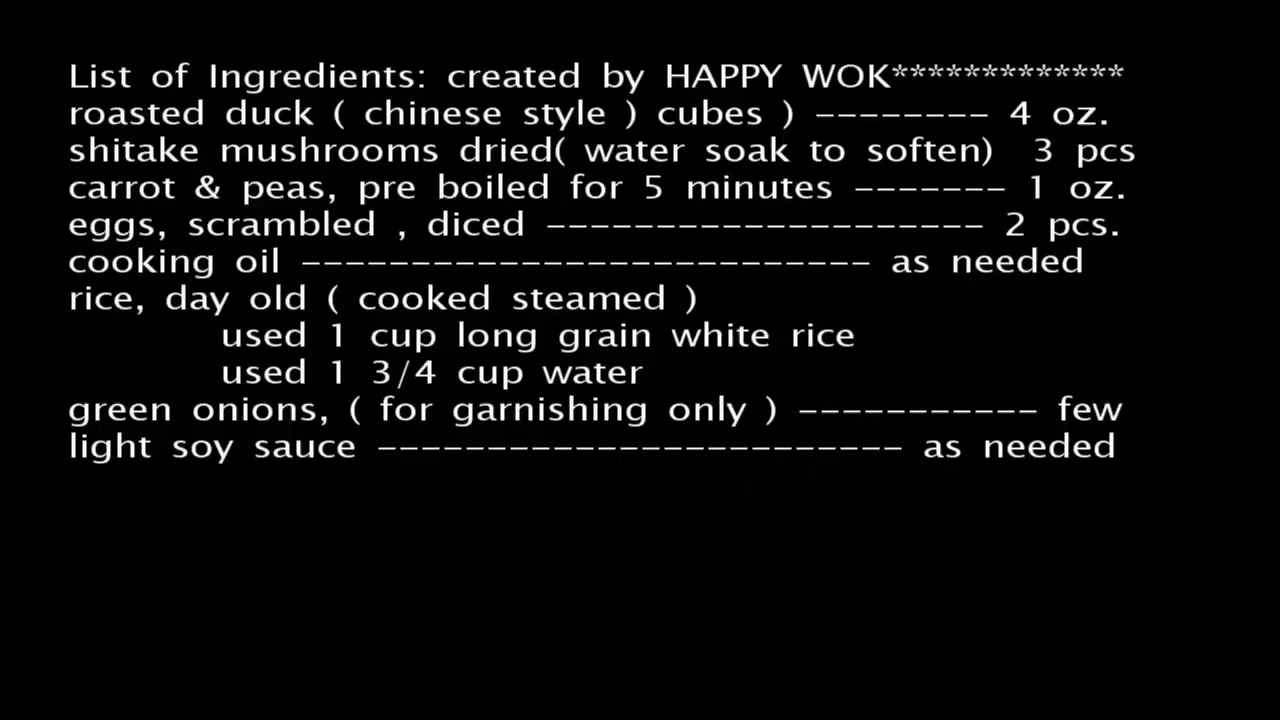 List of Ingredients: created by HAPPY WOK*************
roasted duck ( chinese style ) cubes ) -------- 4 oz.
shitake mushrooms dried( water soak to soften)  3 pcs
carrot & peas, pre boiled for 5 minutes ------- 1 oz.
eggs, scrambled , diced -------------------- 2 pcs.
cooking oil -------------------------- as needed
rice, day old ( cooked steamed )
used 1 cup long grain white rice
used 1 3/4 cup water
green onions, ( for garnishing only ) ----------- few
light soy sauce ------------------------ as needed